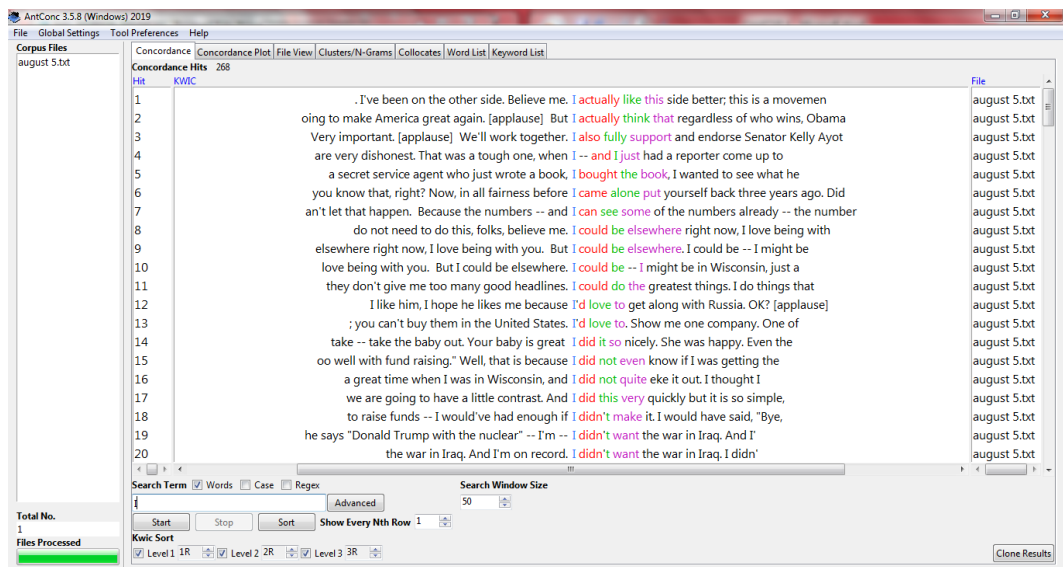 AntConc 3.5.8 (Windows) 2019
File Global Settings Tool Preferences Help
Corpus Files
august 5.txt
Concordance Concordance Plot File View Clusters/N-Grams Collocates Word List Keyword List
Concordance Hits 268
Hit KWIC File
1 . I've been on the other side. Believe me. I actually like this side better; this is a movemen august 5.txt
2 oing to make America great again. [applause] But I actually think that regardless of who wins, Obama august 5.txt
3 Very important. [applause] We'll work together. I also fully support and endorse Senator Kelly Ayot august 5.txt
4 are very dishonest. That was a tough one, when I -- and I just had a reporter come up to august 5.txt
5 a secret service agent who just wrote a book, I bought the book, I wanted to see what he august 5.txt
6 you know that, right? Now, in all fairness before I came alone put yourself back three years ago. Did august 5.txt
7 an't let that happen. Because the numbers -- and I can see some of the numbers already -- the number august 5.txt
8 do not need to do this, folks, believe me. I could be elsewhere right now, I love being with august 5.txt
9 elsewhere right now, I love being with you. But I could be elsewhere. I could be -- I might be august 5.txt
10 love being with you. But I could be elsewhere. I could be -- I might be in Wisconsin, just a august 5.txt
11 they don't give me too many good headlines. I could do the greatest things. I do things that august 5.txt
12 I like him, I hope he likes me because I'd love to get along with Russia. OK? [applause] august 5.txt
13 ; you can't buy them in the United States. I'd love to. Show me one company. One of august 5.txt
14 take -- take the baby out. Your baby is great I did it so nicely. She was happy. Even the august 5.txt
15 oo well with fund raising." Well, that is because I did not even know if I was getting the august 5.txt
16 a great time when I was in Wisconsin, and I did not quite eke it out. I thought I august 5.txt
17 we are going to have a little contrast. And I did this very quickly but it is so simple, august 5.txt
18 to raise funds -- I would've had enough if I didn't make it. I would have said, "Bye, august 5.txt
19 he says "Donald Trump with the nuclear" -- I'm -- I didn't want the war in Iraq. And I' august 5.txt
20 the war in Iraq. And I'm on record. I didn't want the war in Iraq. I didn' august 5.txt
Search Term Words Case Regex Search Window Size
I Advanced 50
Start Stop Sort Show Every Nth Row 1
Kwic Sort
Level 1 1R Level 2 2R Level 3 3R Clone Results
Total No.
1
Files Processed